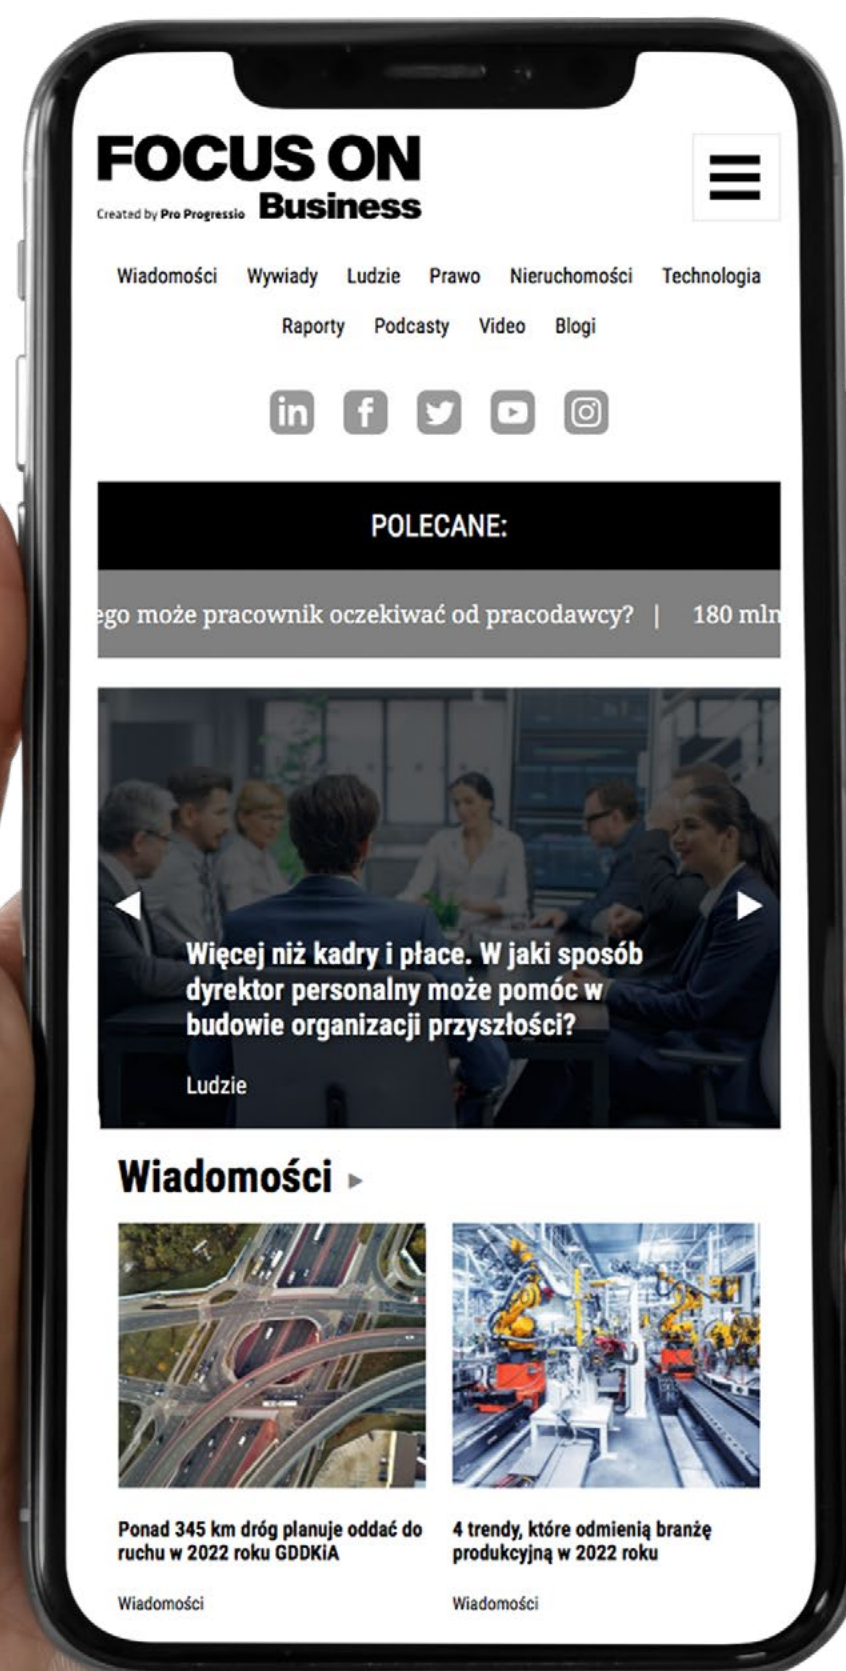 FOCUS ON
Created by Pro Progressio Business
Wiadomości Wywiady Ludzie Prawo Nieruchomości Technologia
Raporty Podcasty Video Blogi
in f
POLECANE:
może pracownik oczekiwać od pracodawcy? | 180 mln
Więcej niż kadry i płace. W jaki sposób
dyrektor personalny może pomóc w
budowie organizacji przyszłości?
Ludzie
Wiadomości
Ponad 345 km dróg planuje oddać do
ruchu w 2022 roku GDDKiA
Wiadomości
4 trendy, które odmienią branżę
produkcyjną w 2022 roku
Wiadomości